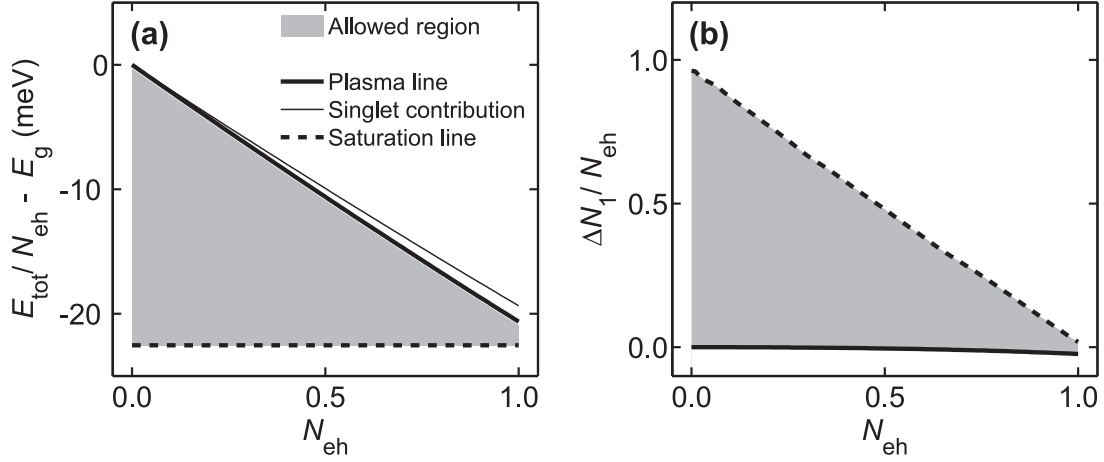 (a)
Allowed region
Plasma line
Singlet contribution
Saturation line
E_tot / N_eh - E_g (meV)
0
-10
-20
0.0
0.5
1.0
N_eh
(b)
ΔN_1 / N_eh
1.0
0.5
0.0
0.0
0.5
1.0
N_eh